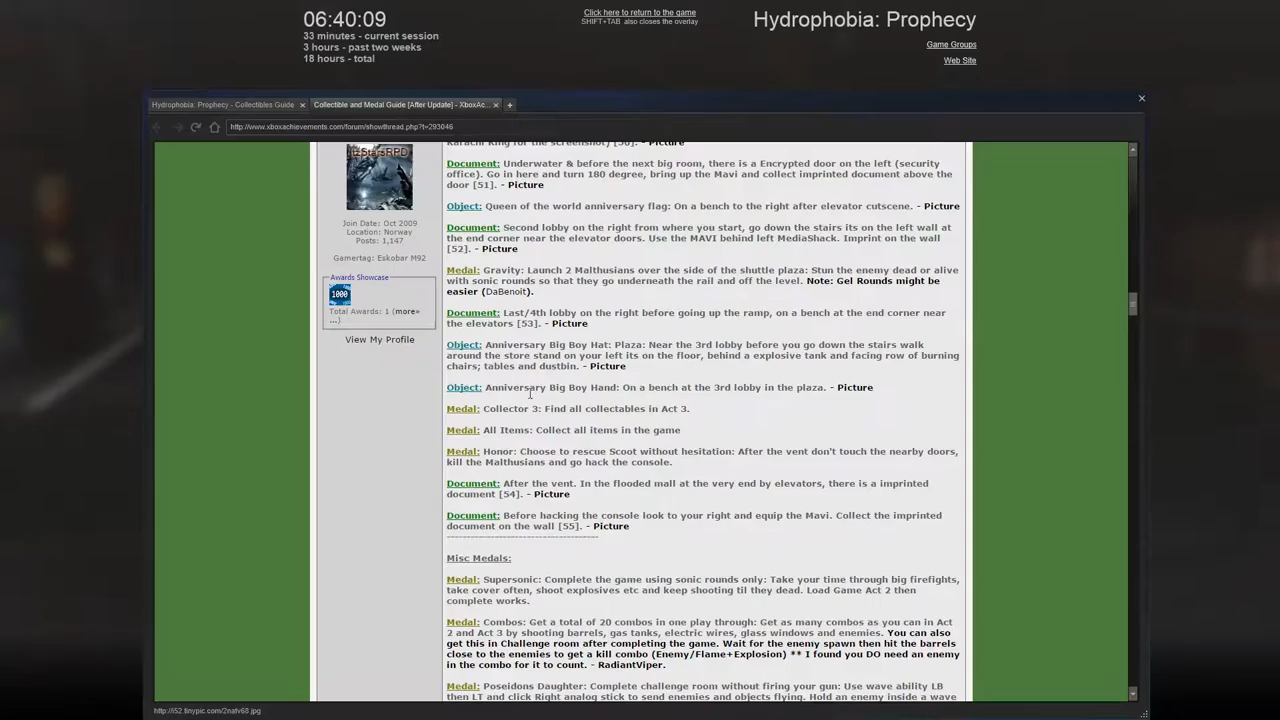 06:40:09
33 minutes - current session
3 hours - past two weeks
18 hours - total
Click here to return to the game
SHIFT+TAB also closes the overlay
Hydrophobia: Prophecy
Game Groups
Web Site
Hydrophobia: Prophecy - Collectibles Guide
Collectible and Medal Guide [After Update] - XboxAc...
http://www.xboxachievements.com/forum/showthread.php?t=293046
Join Date: Oct 2009
Location: Norway
Posts: 1,147
Gamertag: Eskobar M92
Awards Showcase
1000
Total Awards: 1 (more»
...)
View My Profile
Karachi King for the screenshot) [50]. - Picture
Document: Underwater & before the next big room, there is a Encrypted door on the left (security
office). Go in here and turn 180 degree, bring up the Mavi and collect imprinted document above the
door [51]. - Picture
Object: Queen of the world anniversary flag: On a bench to the right after elevator cutscene. - Picture
Document: Second lobby on the right from where you start, go down the stairs its on the left wall at
the end corner near the elevator doors. Use the MAVI behind left MediaShack. Imprint on the wall
[52]. - Picture
Medal: Gravity: Launch 2 Malthusians over the side of the shuttle plaza: Stun the enemy dead or alive
with sonic rounds so that they go underneath the rail and off the level. Note: Gel Rounds might be
easier (DaBenoit).
Document: Last/4th lobby on the right before going up the ramp, on a bench at the end corner near
the elevators [53]. - Picture
Object: Anniversary Big Boy Hat: Plaza: Near the 3rd lobby before you go down the stairs walk
around the store stand on your left its on the floor, behind a explosive tank and facing row of burning
chairs; tables and dustbin. - Picture
Object: Anniversary Big Boy Hand: On a bench at the 3rd lobby in the plaza. - Picture
Medal: Collector 3: Find all collectables in Act 3.
Medal: All Items: Collect all items in the game
Medal: Honor: Choose to rescue Scoot without hesitation: After the vent don't touch the nearby doors,
kill the Malthusians and go hack the console.
Document: After the vent. In the flooded mall at the very end by elevators, there is a imprinted
document [54]. - Picture
Document: Before hacking the console look to your right and equip the Mavi. Collect the imprinted
document on the wall [55]. - Picture
--------------------------------------
Misc Medals:
Medal: Supersonic: Complete the game using sonic rounds only: Take your time through big firefights,
take cover often, shoot explosives etc and keep shooting til they dead. Load Game Act 2 then
complete works.
Medal: Combos: Get a total of 20 combos in one play through: Get as many combos as you can in Act
2 and Act 3 by shooting barrels, gas tanks, electric wires, glass windows and enemies. You can also
get this in Challenge room after completing the game. Wait for the enemy spawn then hit the barrels
close to the enemies to get a kill combo (Enemy/Flame+Explosion) ** I found you DO need an enemy
in the combo for it to count. - RadiantViper.
Medal: Poseidons Daughter: Complete challenge room without firing your gun: Use wave ability LB
then LT and click Right analog stick to send enemies and objects flying. Hold an enemy inside a wave
http://i52.tinypic.com/2natv68.jpg